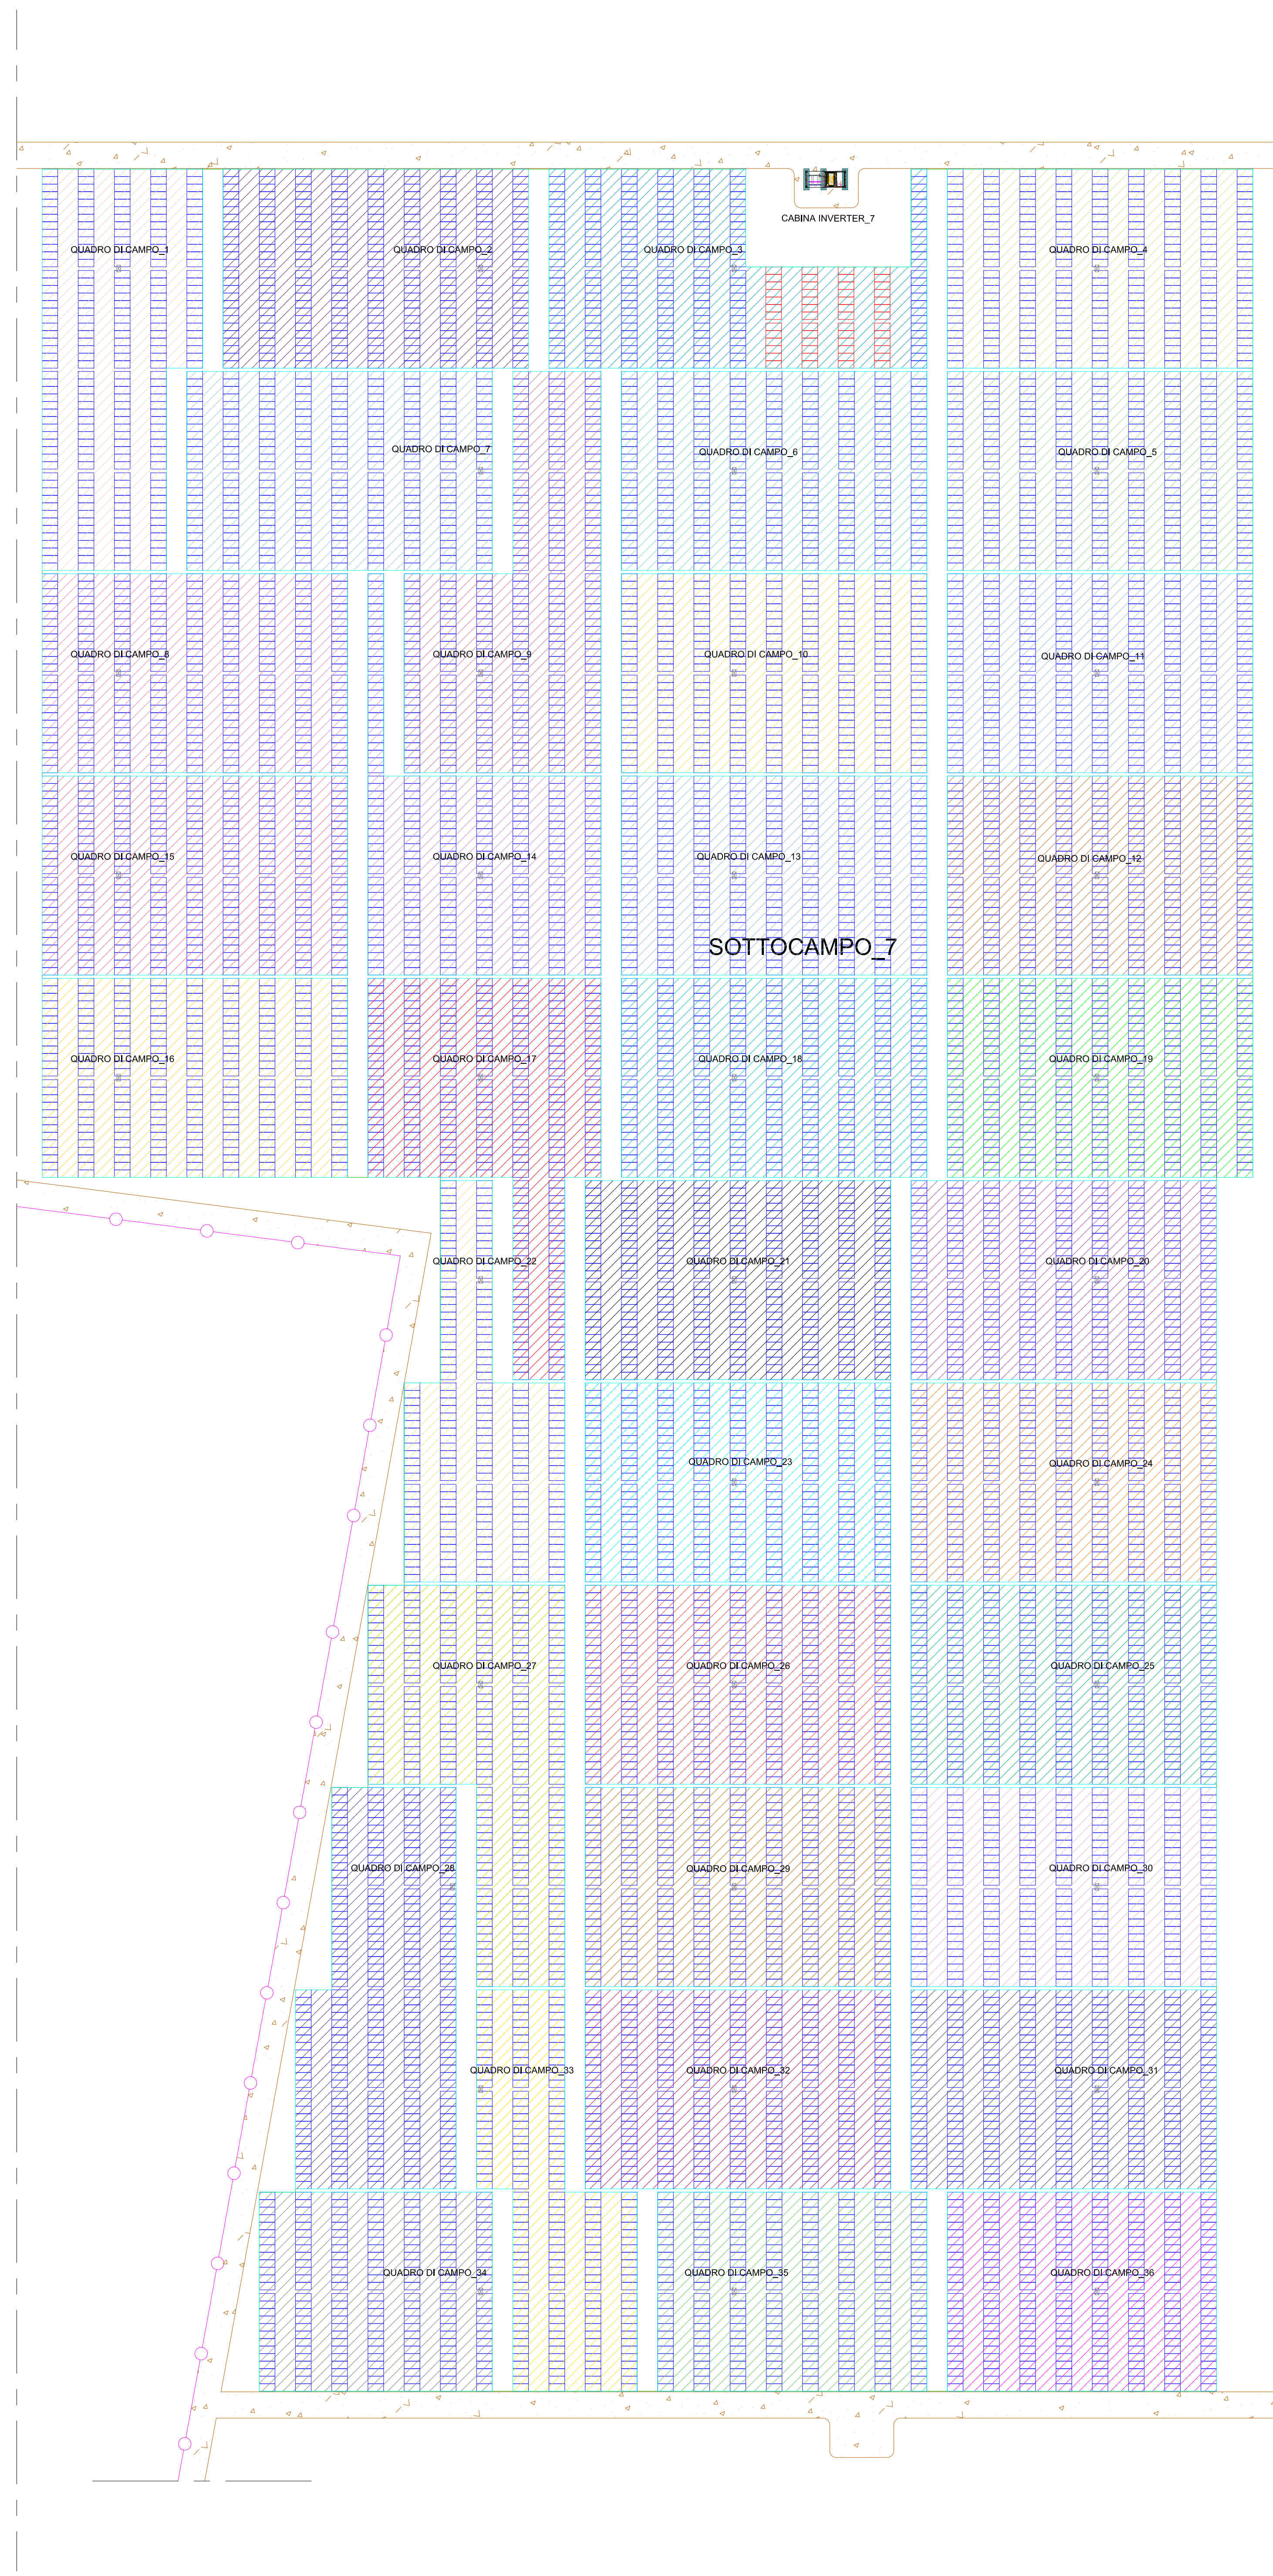 CABINA INVERTER_7
QUADRO DI CAMPO_1
QUADRO DI CAMPO_2
QUADRO DI CAMPO_3
QUADRO DI CAMPO_4
QUADRO DI CAMPO_7
QUADRO DI CAMPO_6
QUADRO DI CAMPO_5
QUADRO DI CAMPO_8
QUADRO DI CAMPO_9
QUADRO DI CAMPO_10
QUADRO DI CAMPO_11
QUADRO DI CAMPO_15
QUADRO DI CAMPO_14
QUADRO DI CAMPO_13
QUADRO DI CAMPO_12
SOTTOCAMPO_7
QUADRO DI CAMPO_16
QUADRO DI CAMPO_17
QUADRO DI CAMPO_18
QUADRO DI CAMPO_19
QUADRO DI CAMPO_22
QUADRO DI CAMPO_21
QUADRO DI CAMPO_20
QUADRO DI CAMPO_23
QUADRO DI CAMPO_24
QUADRO DI CAMPO_27
QUADRO DI CAMPO_26
QUADRO DI CAMPO_25
QUADRO DI CAMPO_28
QUADRO DI CAMPO_29
QUADRO DI CAMPO_30
QUADRO DI CAMPO_33
QUADRO DI CAMPO_32
QUADRO DI CAMPO_31
QUADRO DI CAMPO_34
QUADRO DI CAMPO_35
QUADRO DI CAMPO_36